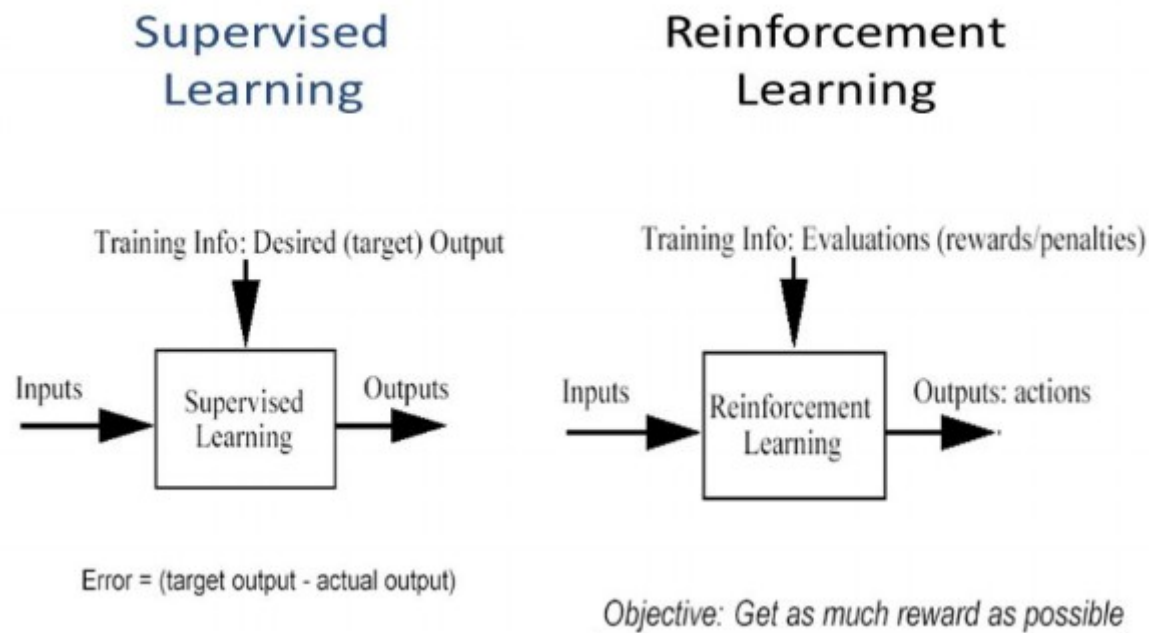 Supervised
Learning
Training Info: Desired (target) Output
Inputs
Supervised
Learning
Outputs
Error = (target output - actual output)
Reinforcement
Learning
Training Info: Evaluations (rewards/penalties)
Inputs
Reinforcement
Learning
Outputs: actions
Objective: Get as much reward as possible